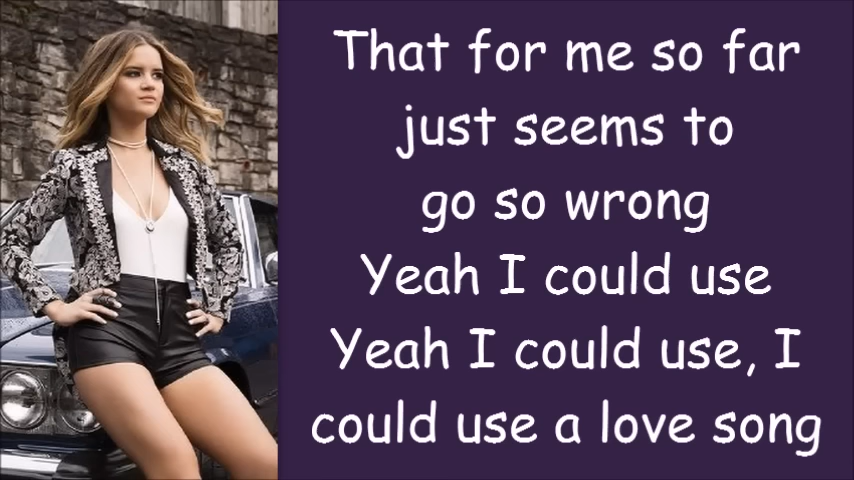 That for me so far
just seems to
go so wrong
Yeah I could use
Yeah I could use, I
could use a love song